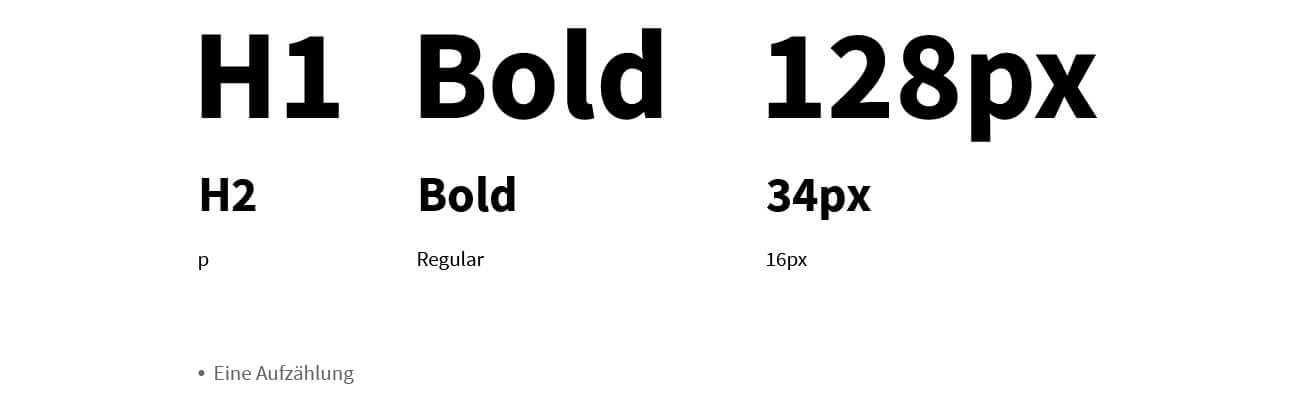 H1 Bold 128px
H2 Bold 34px
p Regular 16px
• Eine Aufzählung